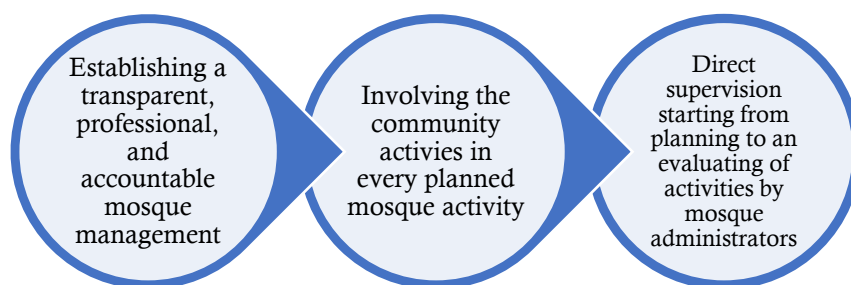 Establishing a
transparent,
professional,
and
accountable
mosque
management
Involving the
community
activies in
every planned
mosque activity
Direct
supervision
starting from
planning to an
evaluating of
activities by
mosque
administrators